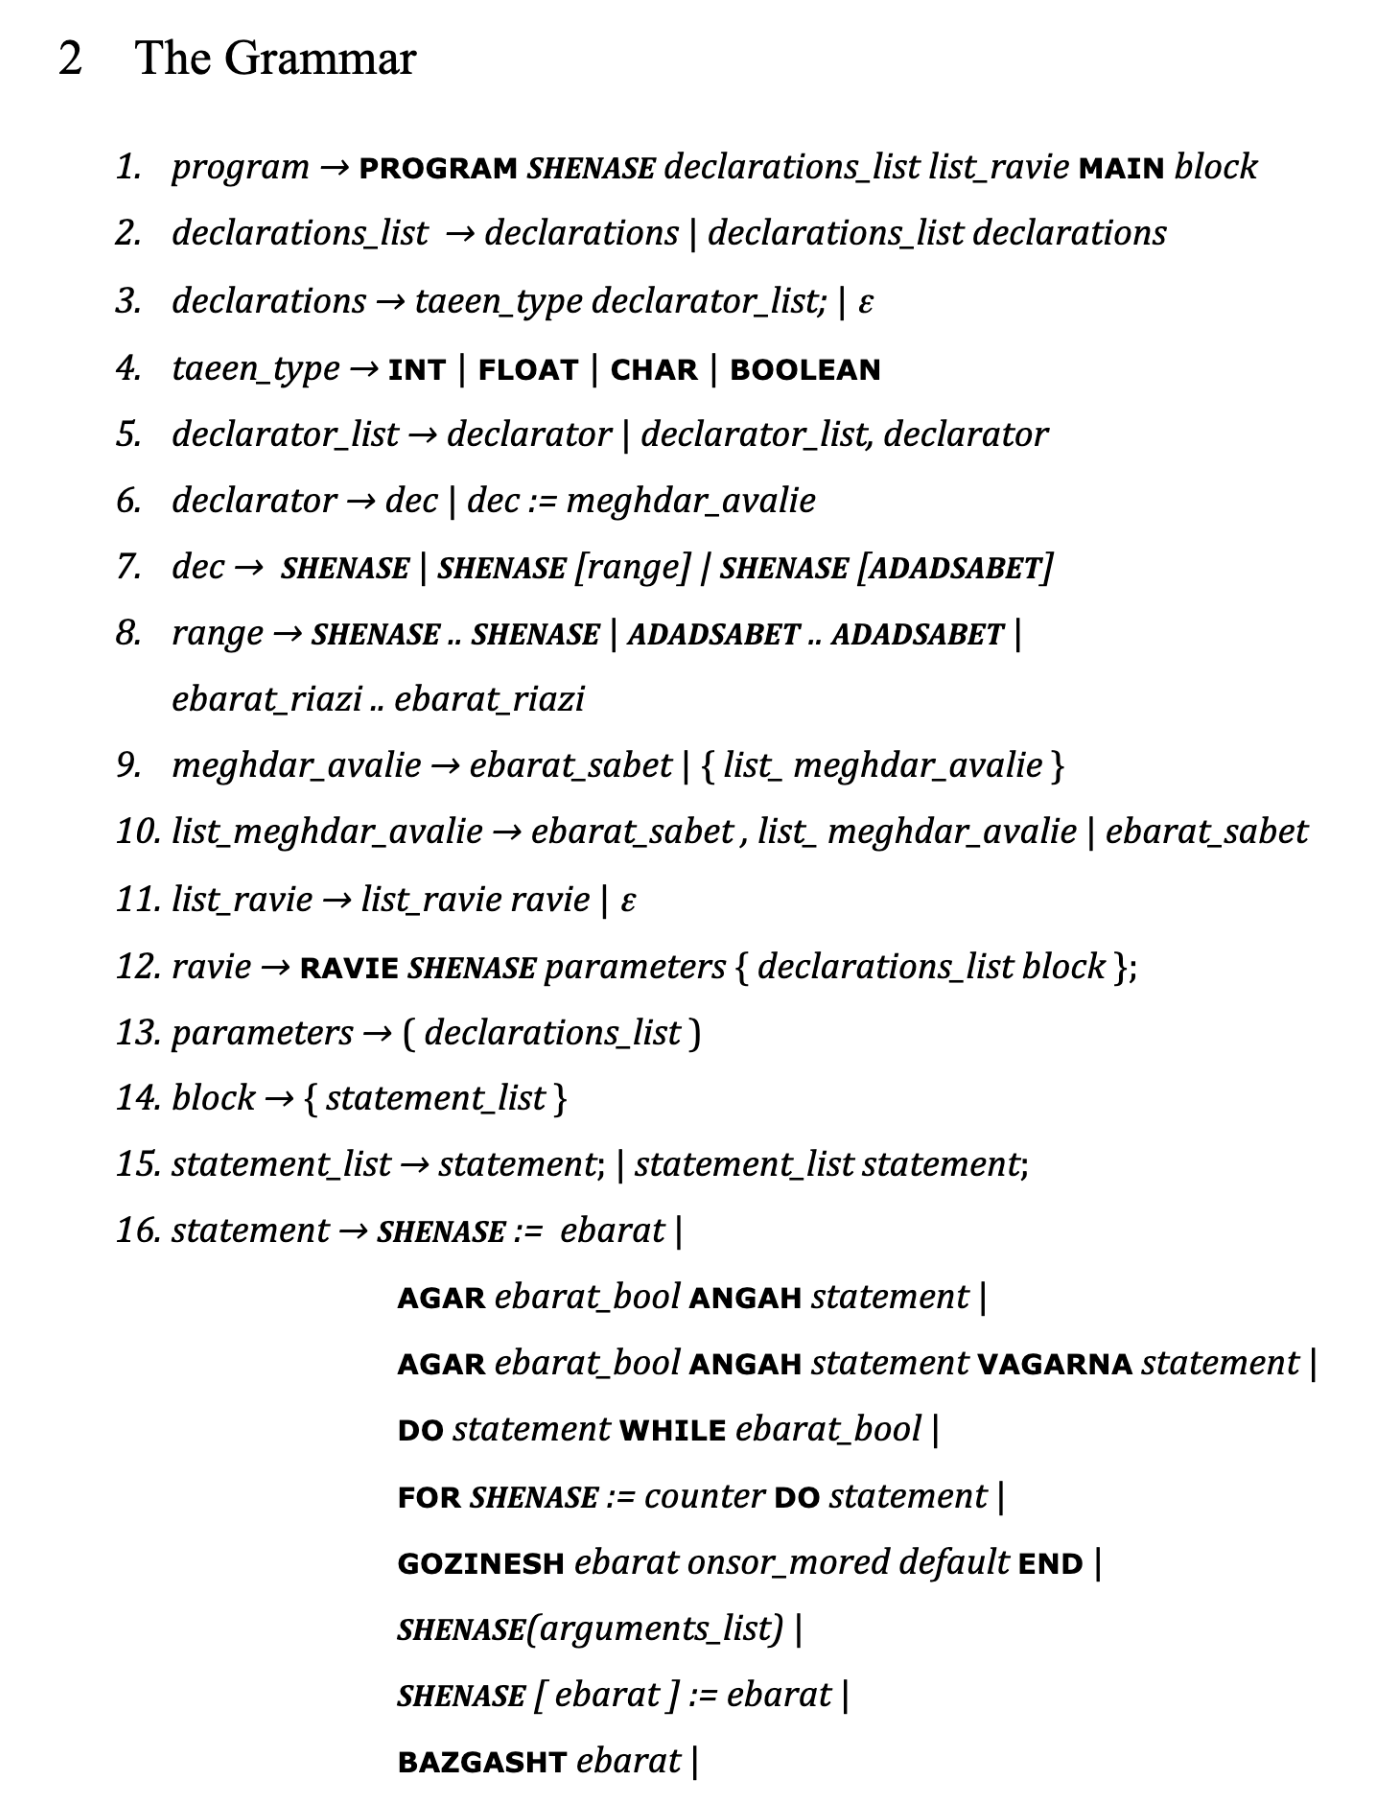 2 The Grammar
1. program → PROGRAM SHENASE declarations_list list_ravie MAIN block
2. declarations_list → declarations | declarations_list declarations
3. declarations → taeen_type declarator_list; | ε
4. taeen_type → INT | FLOAT | CHAR | BOOLEAN
5. declarator_list → declarator | declarator_list, declarator
6. declarator → dec | dec := meghdar_avalie
7. dec → SHENASE | SHENASE [range] | SHENASE [ADADSABET]
8. range → SHENASE .. SHENASE | ADADSABET .. ADADSABET |
ebarat_riazi .. ebarat_riazi
9. meghdar_avalie → ebarat_sabet | { list_ meghdar_avalie }
10. list_meghdar_avalie → ebarat_sabet , list_ meghdar_avalie | ebarat_sabet
11. list_ravie → list_ravie ravie | ε
12. ravie → RAVIE SHENASE parameters { declarations_list block };
13. parameters → ( declarations_list )
14. block → { statement_list }
15. statement_list → statement; | statement_list statement;
16. statement → SHENASE := ebarat |
AGAR ebarat_bool ANGAH statement |
AGAR ebarat_bool ANGAH statement VAGARNA statement |
DO statement WHILE ebarat_bool |
FOR SHENASE := counter DO statement |
GOZINESH ebarat onsor_mored default END |
SHENASE(arguments_list) |
SHENASE [ ebarat ] := ebarat |
BAZGASHT ebarat |